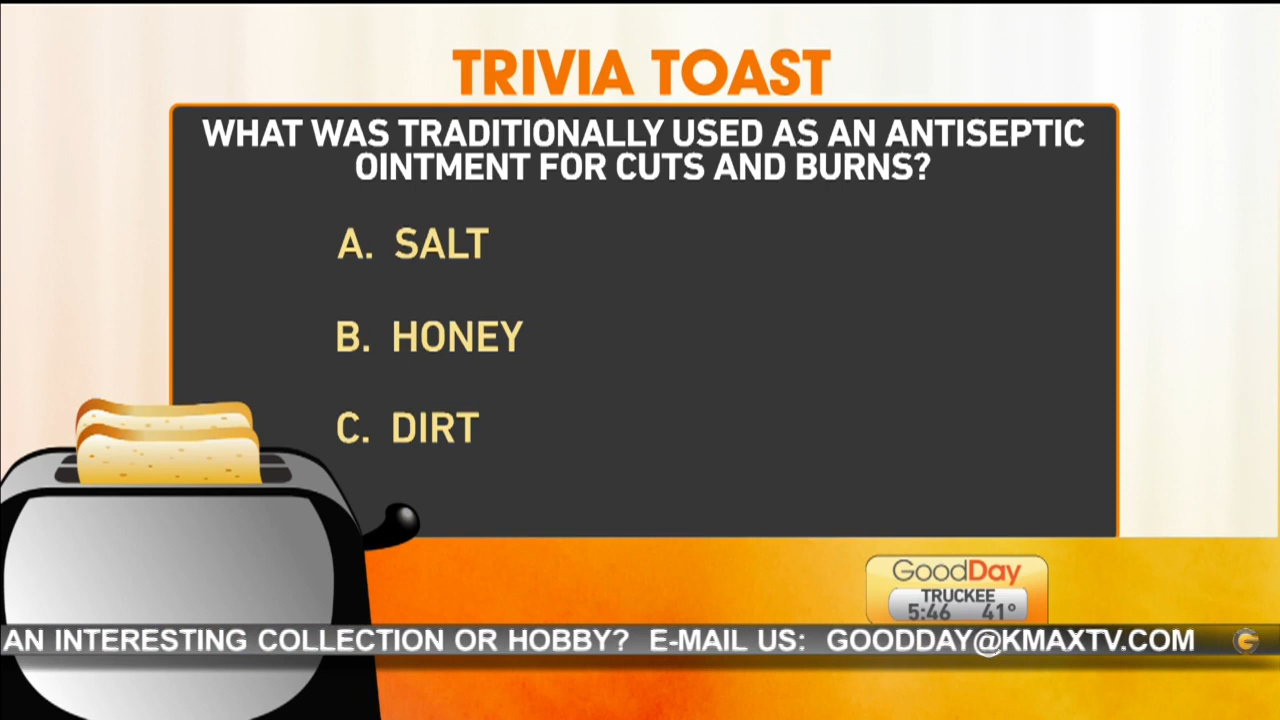 TRIVIA TOAST
WHAT WAS TRADITIONALLY USED AS AN ANTISEPTIC
OINTMENT FOR CUTS AND BURNS?
A. SALT
B. HONEY
C. DIRT
GoodDay
TRUCKEE
5:46 41°
AN INTERESTING COLLECTION OR HOBBY? E-MAIL US: GOODDAY@KMAXTV.COM G